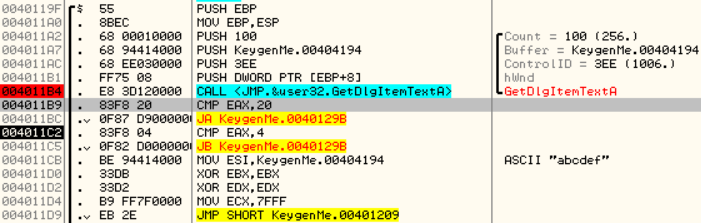 0040119F $ 55 PUSH EBP
004011A0 . 8BEC MOV EBP,ESP
004011A2 . 68 00010000 PUSH 100 Count = 100 (256.)
004011A7 . 68 94414000 PUSH KeygenMe.00404194 Buffer = KeygenMe.00404194
004011AC . 68 EE030000 PUSH 3EE ControlID = 3EE (1006.)
004011B1 . FF75 08 PUSH DWORD PTR [EBP+8] hWnd
004011B4 . E8 3D120000 CALL <JMP.&user32.GetDlgItemTextA> GetDlgItemTextA
004011B9 . 83F8 20 CMP EAX,20
004011BC .v 0F87 D9000000 JA KeygenMe.0040129B
004011C2 . 83F8 04 CMP EAX,4
004011C5 .v 0F82 D0000000 JB KeygenMe.0040129B
004011CB . BE 94414000 MOV ESI,KeygenMe.00404194 ASCII "abcdef"
004011D0 . 33DB XOR EBX,EBX
004011D2 . 33D2 XOR EDX,EDX
004011D4 . B9 FF7F0000 MOV ECX,7FFF
004011D9 .v EB 2E JMP SHORT KeygenMe.00401209